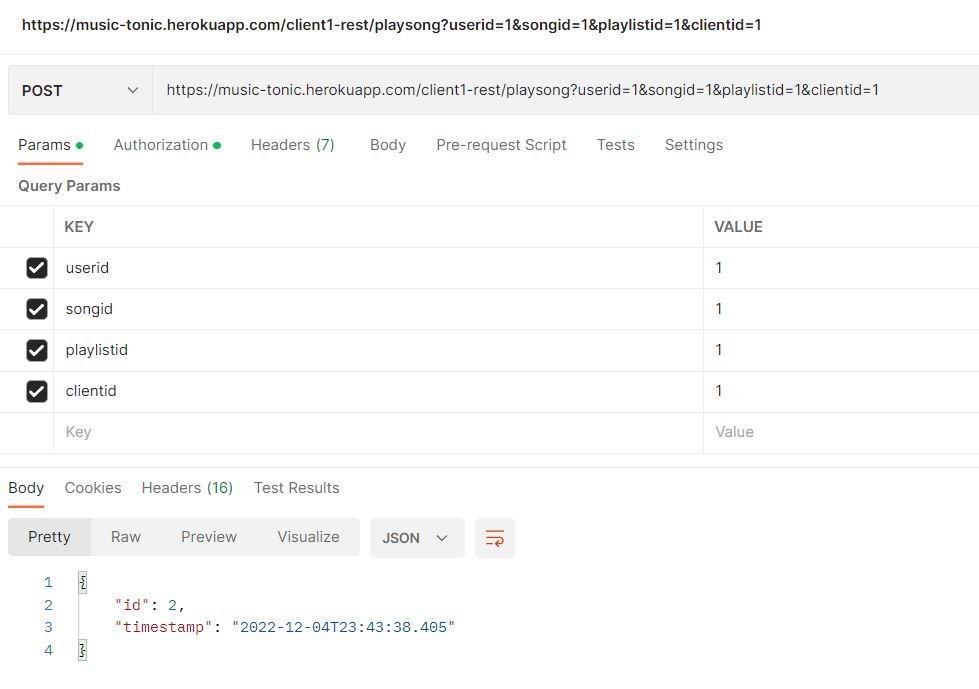 https://music-tonic.herokuapp.com/client1-rest/playsong?userid=1&songid=1&playlistid=1&clientid=1
POST https://music-tonic.herokuapp.com/client1-rest/playsong?userid=1&songid=1&playlistid=1&clientid=1
Params Authorization Headers (7) Body Pre-request Script Tests Settings
Query Params
KEY VALUE
userid 1
songid 1
playlistid 1
clientid 1
Key Value
Body Cookies Headers (16) Test Results
Pretty Raw Preview Visualize JSON
1 {
2 "id": 2,
3 "timestamp": "2022-12-04T23:43:38.405"
4 }